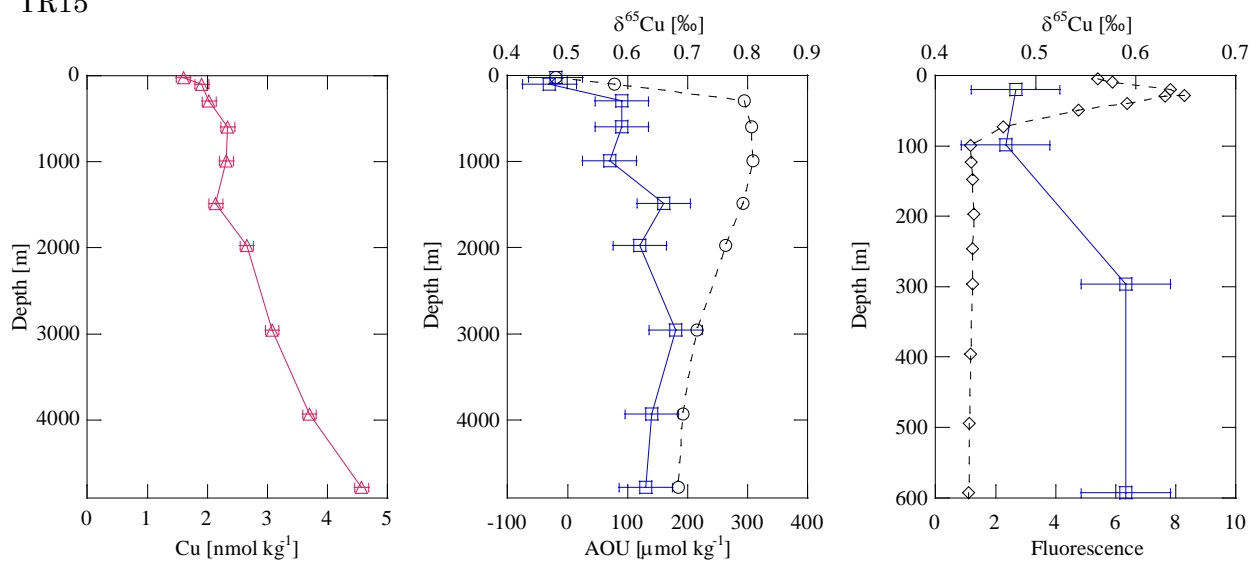 TR15
δ⁶⁵Cu [‰]
δ⁶⁵Cu [‰]
0.4 0.5 0.6 0.7 0.8 0.9
0.4 0.5 0.6 0.7
0
1000
2000
3000
4000
Depth [m]
0 1 2 3 4 5
Cu [nmol kg⁻¹]
0
1000
2000
3000
4000
Depth [m]
-100 0 100 200 300 400
AOU [μmol kg⁻¹]
0
100
200
300
400
500
600
Depth [m]
0 2 4 6 8 10
Fluorescence